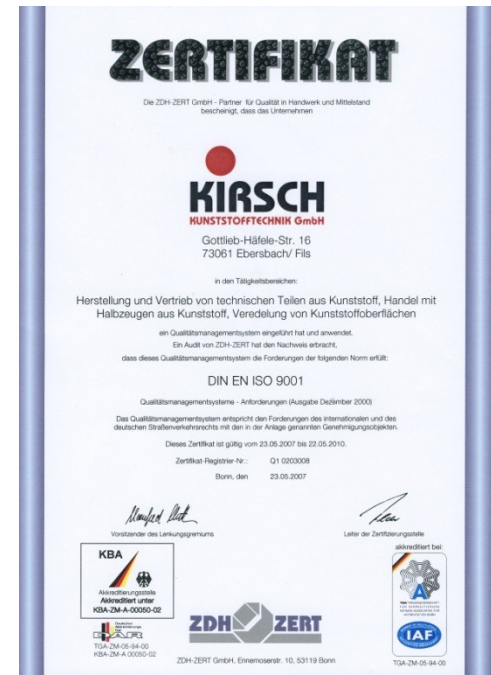 ZERTIFIKAT
Die ZDH-ZERT GmbH - Partner für Qualität in Handwerk und Mittelstand
bescheinigt, dass das Unternehmen
KIRSCH
KUNSTSTOFFTECHNIK GmbH
Gottlieb-Häfele-Str. 16
73061 Ebersbach/ Fils
in den Tätigkeitsbereichen:
Herstellung und Vertrieb von technischen Teilen aus Kunststoff, Handel mit
Halbzeugen aus Kunststoff, Veredelung von Kunststoffoberflächen
ein Qualitätsmanagementsystem eingeführt hat und anwendet.
Ein Audit von ZDH-ZERT hat den Nachweis erbracht,
dass dieses Qualitätsmanagementsystem die Forderungen der folgenden Norm erfüllt:
DIN EN ISO 9001
Qualitätsmanagementsysteme - Anforderungen (Ausgabe Dezember 2000)
Das Qualitätsmanagementsystem entspricht den Forderungen des internationalen und des
deutschen Straßenverkehrsrechts mit den in der Anlage genannten Genehmigungsobjekten.
Dieses Zertifikat ist gültig vom 23.05.2007 bis 22.05.2010.
Zertifikat-Registrier-Nr.: Q1 0203008
Bonn, den 23.05.2007
Vorsitzender des Lenkungsgremiums
Leiter der Zertifizierungsstelle
akkreditiert bei:
KBA
Akkreditierungsstelle
Akkreditiert unter
KBA-ZM-A-00050-02
DAR
TGA-ZM-05-94-00
KBA-ZM-A 00050-02
ZDH ZERT
ZDH-ZERT GmbH, Ennemoserstr. 10, 53119 Bonn
A
IAF
TGA-ZM-05-94-00